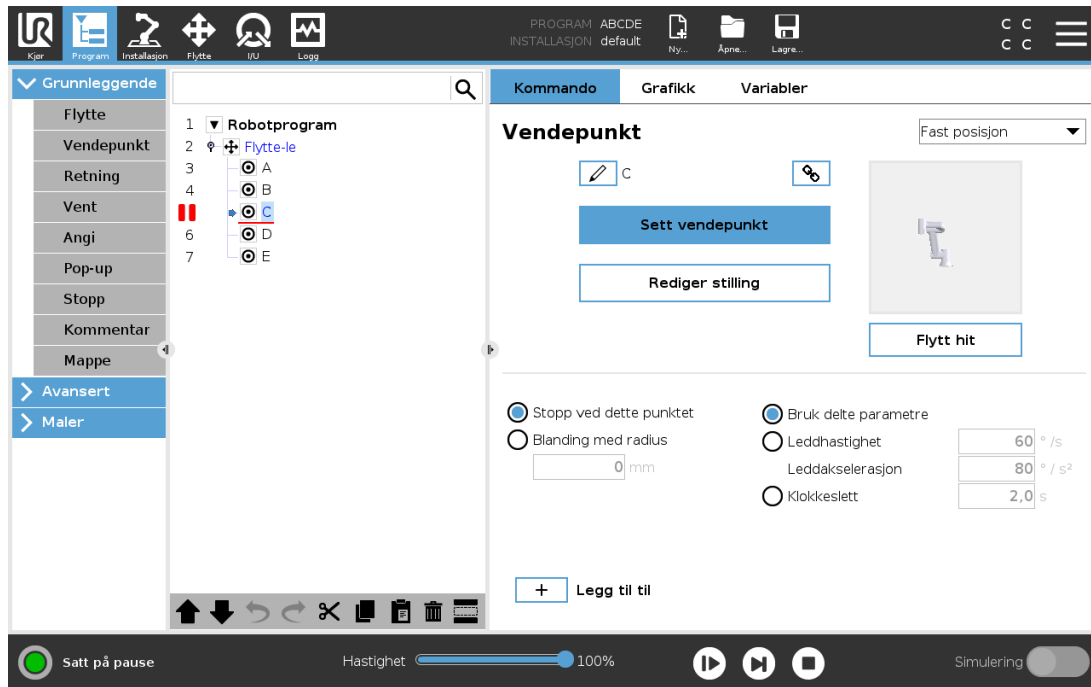 UR
PROGRAM ABCDE
INSTALLASJON default
C C
C C
Kjør Program Installasjon Flytte I/U Logg Ny... Åpne... Lagre...
Grunnleggende
Flytte
Vendepunkt
Retning
Vent
Angi
Pop-up
Stopp
Kommentar
Mappe
Avansert
Maler
1 Robotprogram
2 Flytte-le
3 A
4 B
C
6 D
7 E
Kommando Grafikk Variabler
Vendepunkt
Fast posisjon
C
Sett vendepunkt
Rediger stilling
Flytt hit
Stopp ved dette punktet
Blanding med radius
0 mm
Bruk delte parametre
Leddhastighet 60 ° /s
Leddakselerasjon 80 ° / s²
Klokkeslett 2,0 s
+ Legg til til
Satt på pause
Hastighet 100%
Simulering